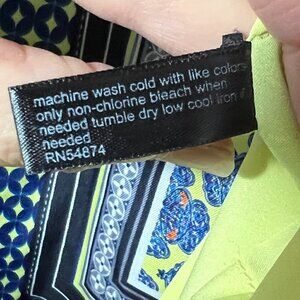 machine wash cold with like colors
only non-chlorine bleach when
needed tumble dry low cool iron if
needed
RN54874